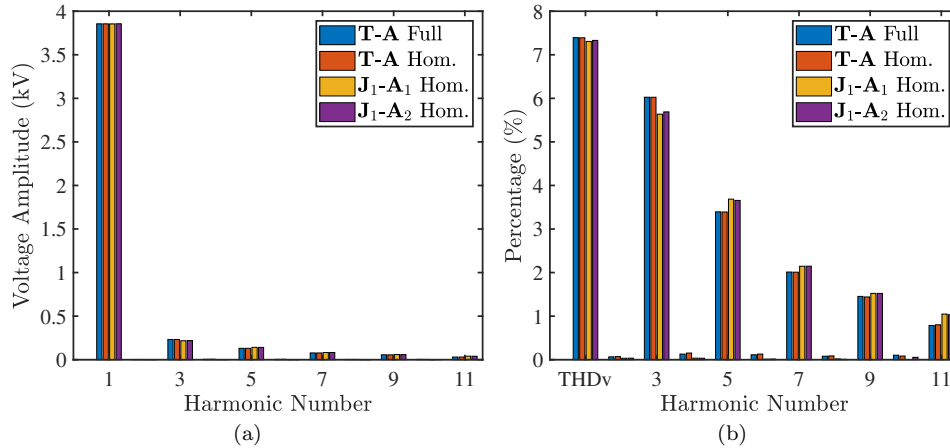 4
3.5
3
2.5
2
1.5
1
0.5
0
Voltage Amplitude (kV)
T-A Full
T-A Hom.
J₁-A₁ Hom.
J₁-A₂ Hom.
1 3 5 7 9 11
Harmonic Number
(a)
8
7
6
5
4
3
2
1
0
Percentage (%)
T-A Full
T-A Hom.
J₁-A₁ Hom.
J₁-A₂ Hom.
THDv 3 5 7 9 11
Harmonic Number
(b)